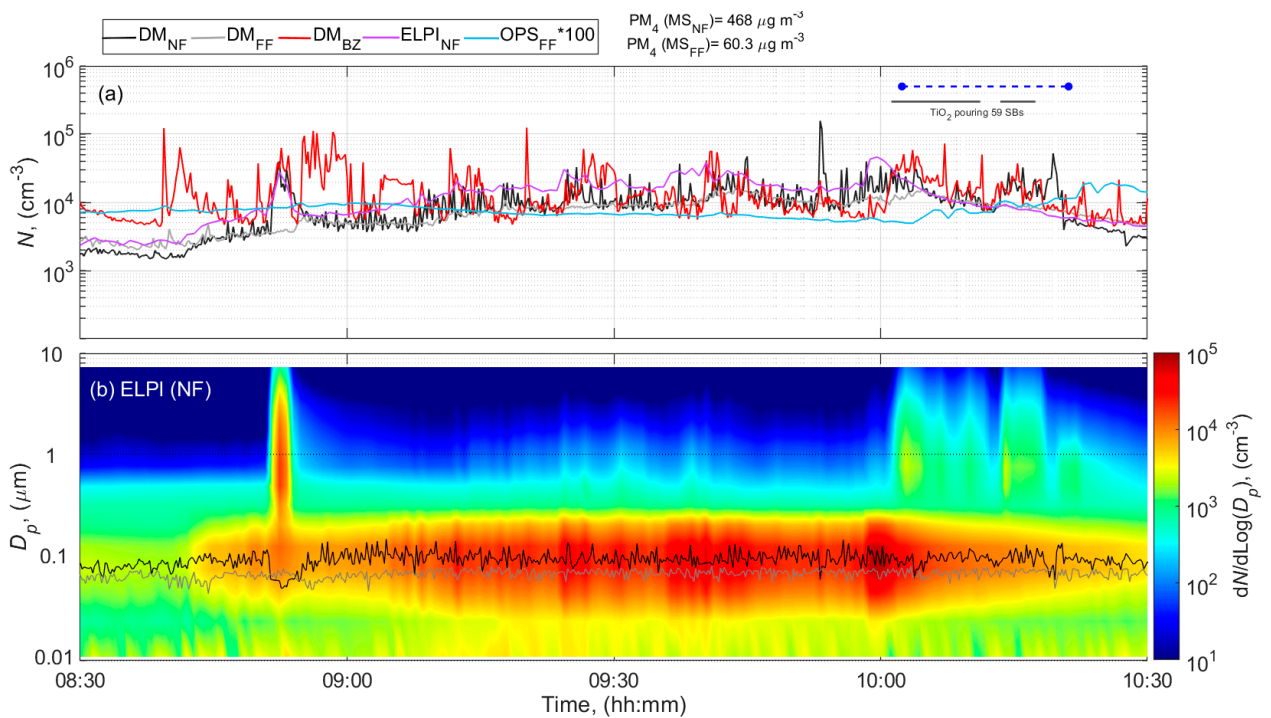 DM_NF DM_FF DM_BZ ELPI_NF OPS_FF*100
PM_4 (MS_NF)= 468 μg m^-3
PM_4 (MS_FF)= 60.3 μg m^-3
(a)
TiO_2 pouring 59 SBs
N, (cm^-3)
10^6
10^5
10^4
10^3
(b) ELPI (NF)
D_p, (μm)
10
1
0.1
0.01
08:30 09:00 09:30 10:00 10:30
Time, (hh:mm)
10^5
10^4
10^3
10^2
10^1
dN/dLog(D_p), (cm^-3)